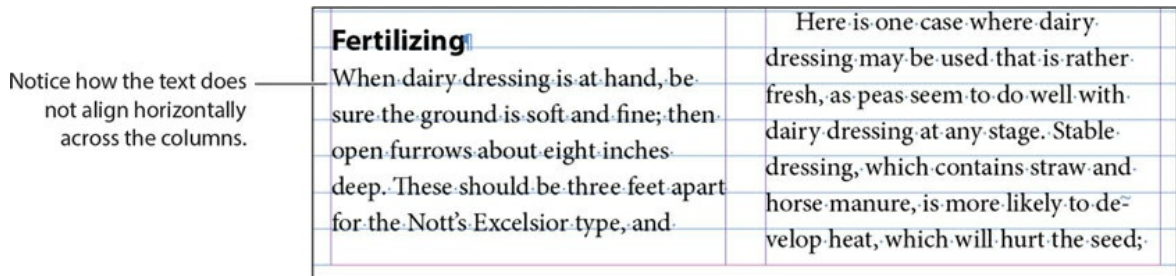 Notice how the text does
not align horizontally
across the columns.
Fertilizing
When dairy dressing is at hand, be
sure the ground is soft and fine; then
open furrows about eight inches
deep. These should be three feet apart
for the Nott’s Excelsior type, and
Here is one case where dairy
dressing may be used that is rather
fresh, as peas seem to do well with
dairy dressing at any stage. Stable
dressing, which contains straw and
horse manure, is more likely to de-
velop heat, which will hurt the seed;